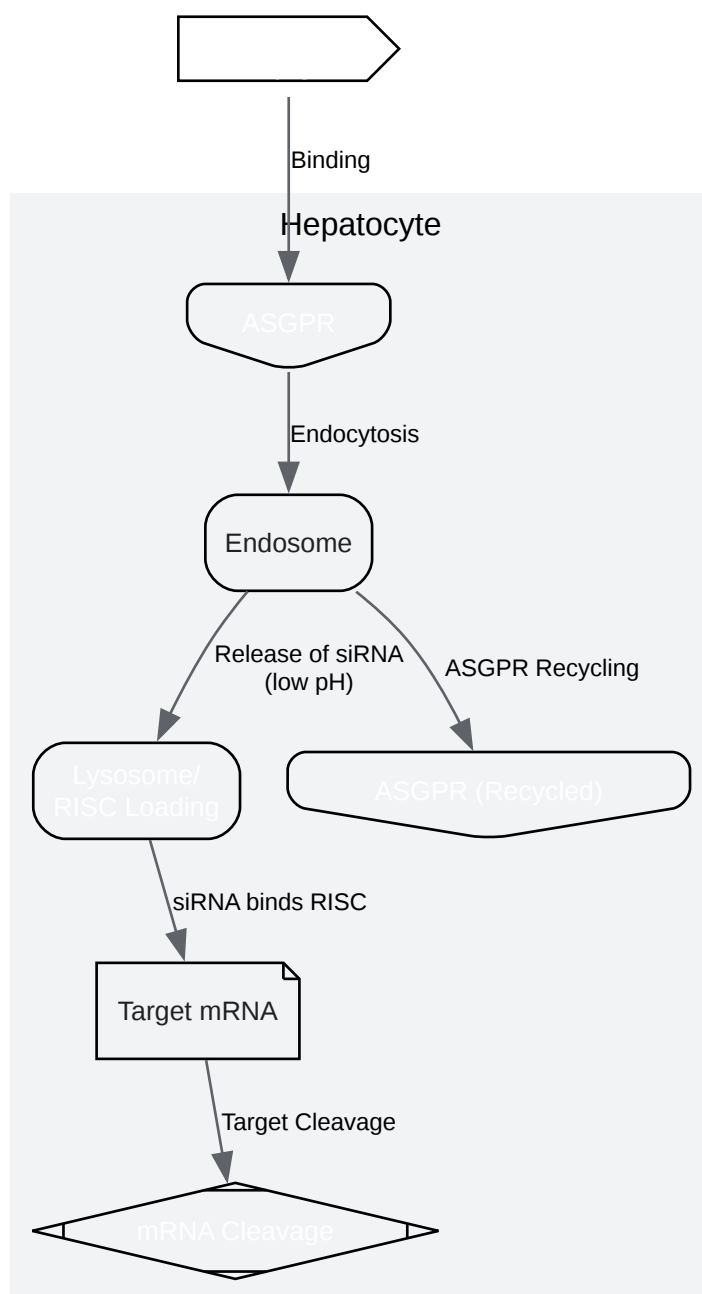 Binding
Hepatocyte
ASGPR
Endocytosis
Endosome
Release of siRNA
(low pH)
ASGPR Recycling
Lysosome/
RISC Loading
ASGPR (Recycled)
siRNA binds RISC
Target mRNA
Target Cleavage
mRNA Cleavage